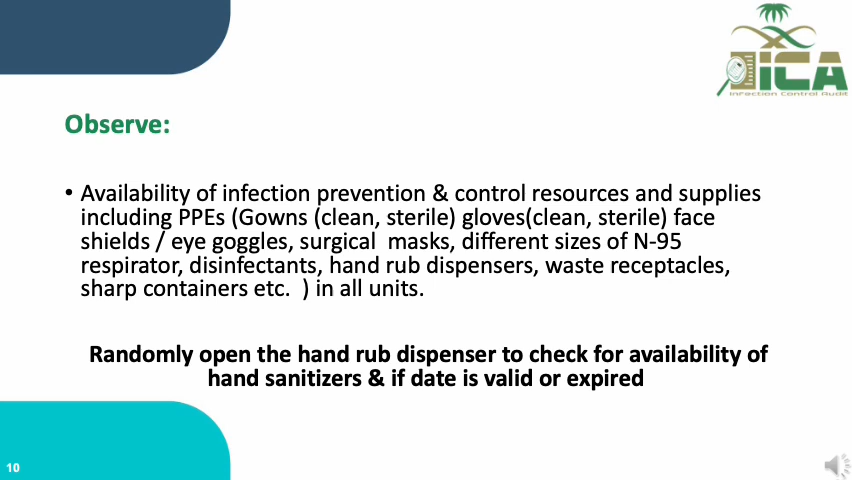 iCA
Infection Control Audit
Observe:
• Availability of infection prevention & control resources and supplies
including PPEs (Gowns (clean, sterile) gloves(clean, sterile) face
shields / eye goggles, surgical  masks, different sizes of N-95
respirator, disinfectants, hand rub dispensers, waste receptacles,
sharp containers etc.  ) in all units.
Randomly open the hand rub dispenser to check for availability of
hand sanitizers & if date is valid or expired
10